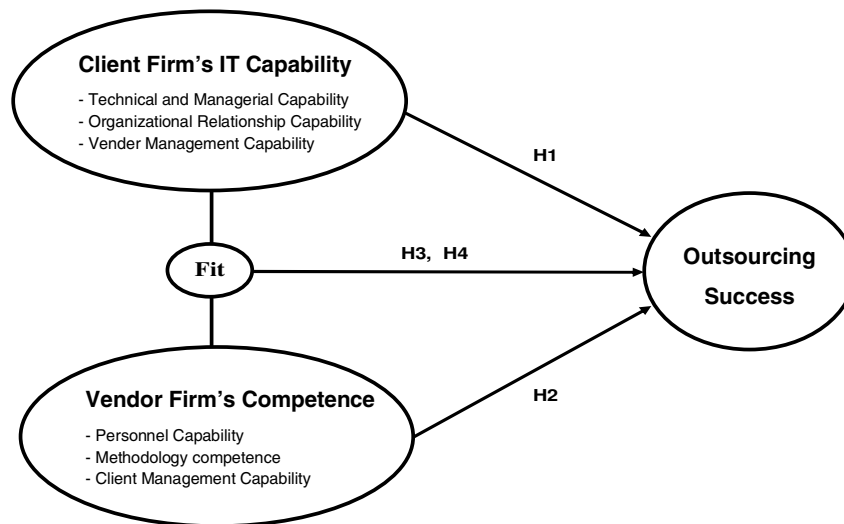 Client Firm's IT Capability
- Technical and Managerial Capability
- Organizational Relationship Capability
- Vender Management Capability
H1
Fit
H3, H4
Outsourcing
Success
Vendor Firm's Competence
- Personnel Capability
- Methodology competence
- Client Management Capability
H2